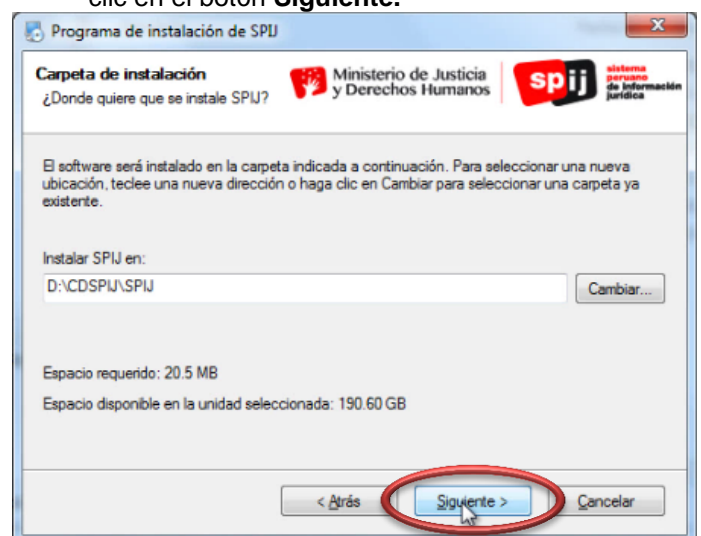 clic en el botón Siguiente.
Programa de instalación de SPIJ
X
Carpeta de instalación
¿Donde quiere que se instale SPIJ?
Ministerio de Justicia
y Derechos Humanos
spij
sistema
peruano
de información
jurídica
El software será instalado en la carpeta indicada a continuación. Para seleccionar una nueva
ubicación, teclee una nueva dirección o haga clic en Cambiar para seleccionar una carpeta ya
existente.
Instalar SPIJ en:
D:\CDSPIJ\SPIJ
Cambiar...
Espacio requerido: 20.5 MB
Espacio disponible en la unidad seleccionada: 190.60 GB
< Atrás
Siguiente >
Cancelar